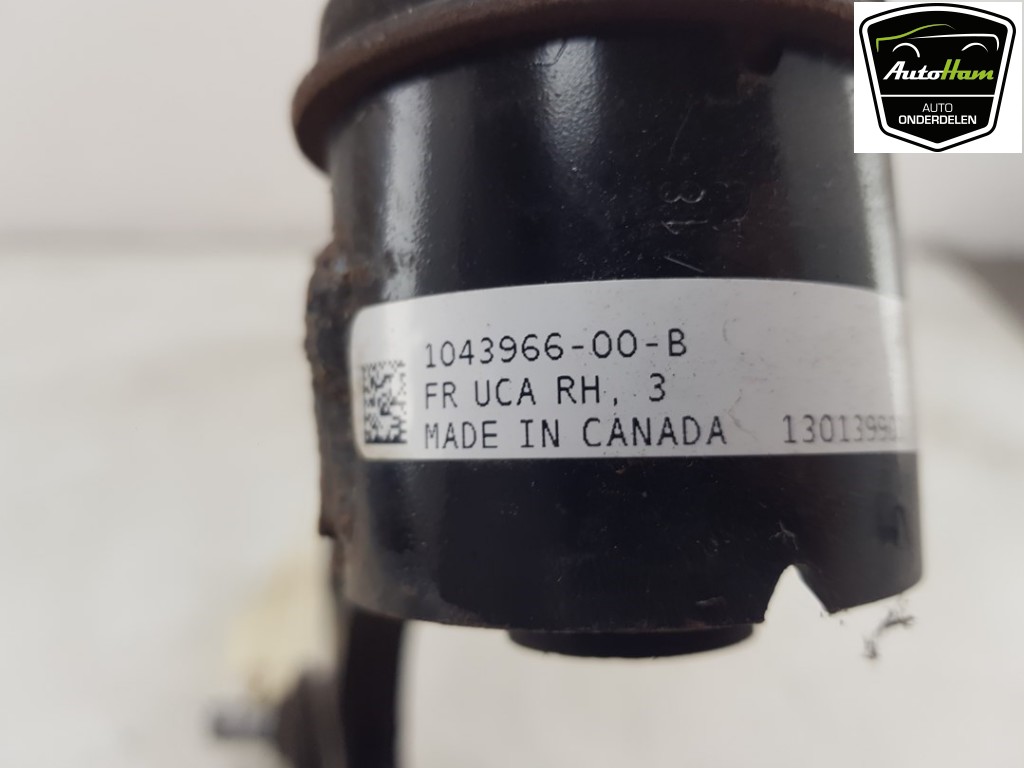 AutoHam
AUTO
ONDERDELEN
1043966-00-B
FR UCA RH, 3
MADE IN CANADA